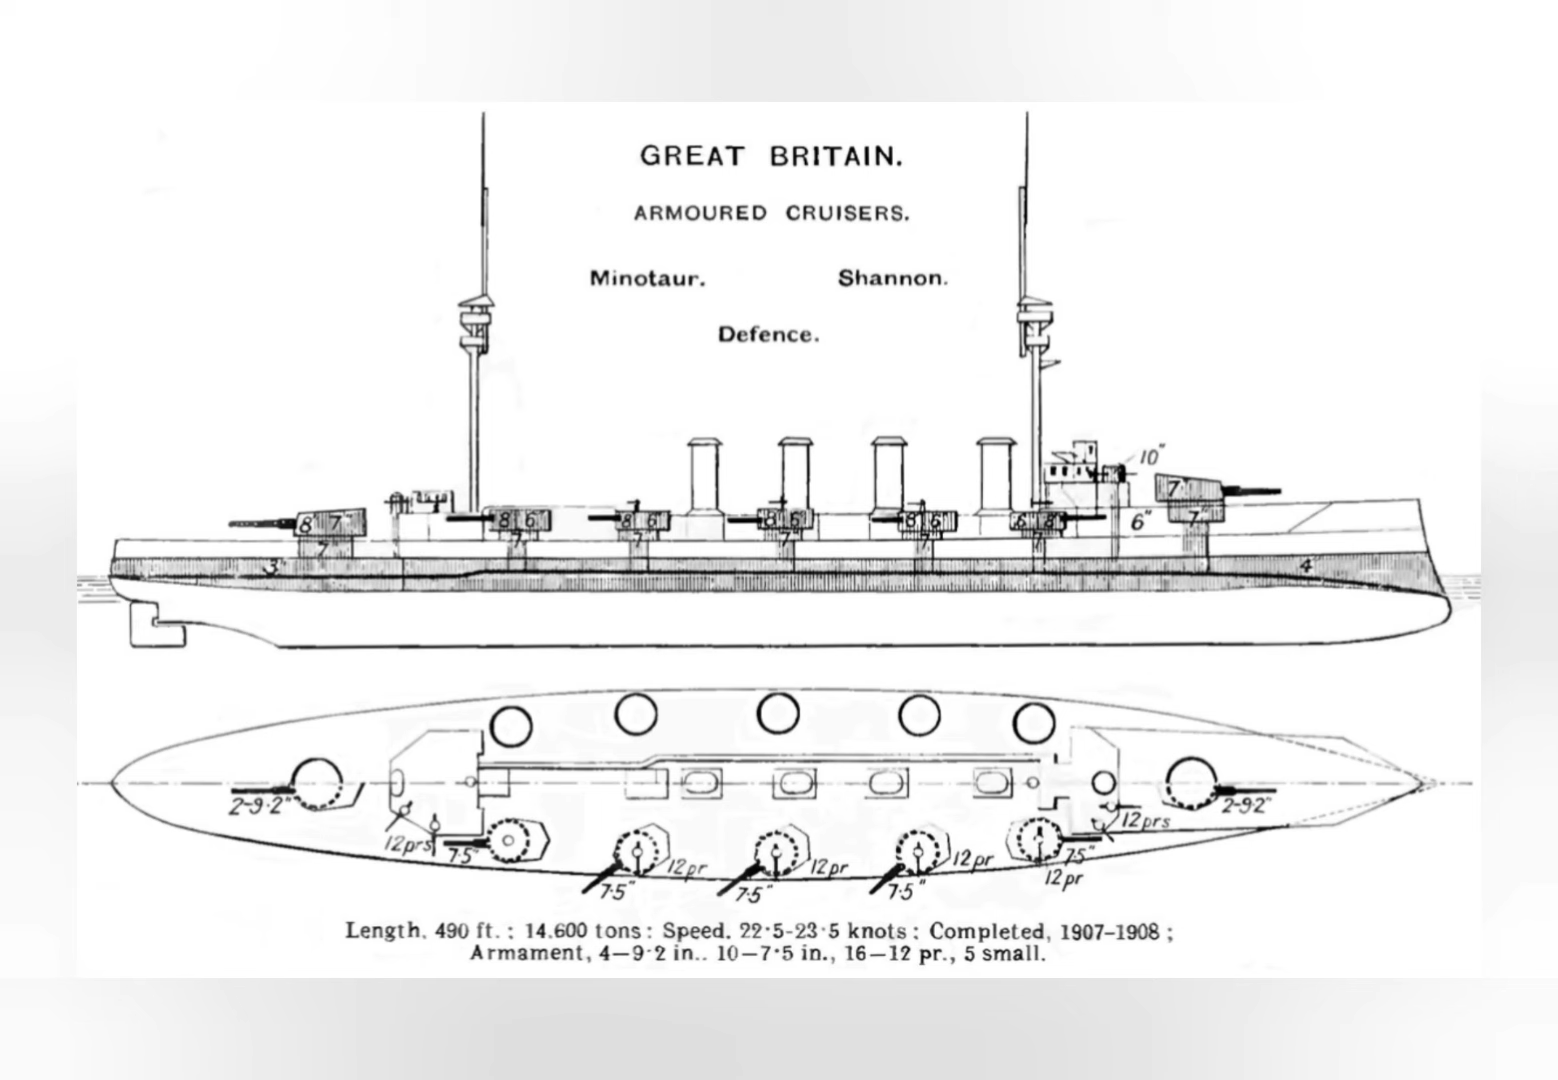 GREAT BRITAIN.
ARMOURED CRUISERS.
Minotaur. Shannon.
Defence.
10"
7"
8" 7" 8" 6" 8" 6" 8" 6" 8" 6" 6" 8" 6" 7"
7" 7" 7" 7" 7" 7"
3" 4"
2-9·2" 2-9·2"
12prs 12prs
7·5" 12pr 12pr 12pr 7·5"
7·5" 7·5" 7·5" 12pr
Length, 490 ft.; 14,600 tons: Speed, 22·5-23·5 knots; Completed, 1907-1908;
Armament, 4—9·2 in.. 10—7·5 in., 16—12 pr., 5 small.